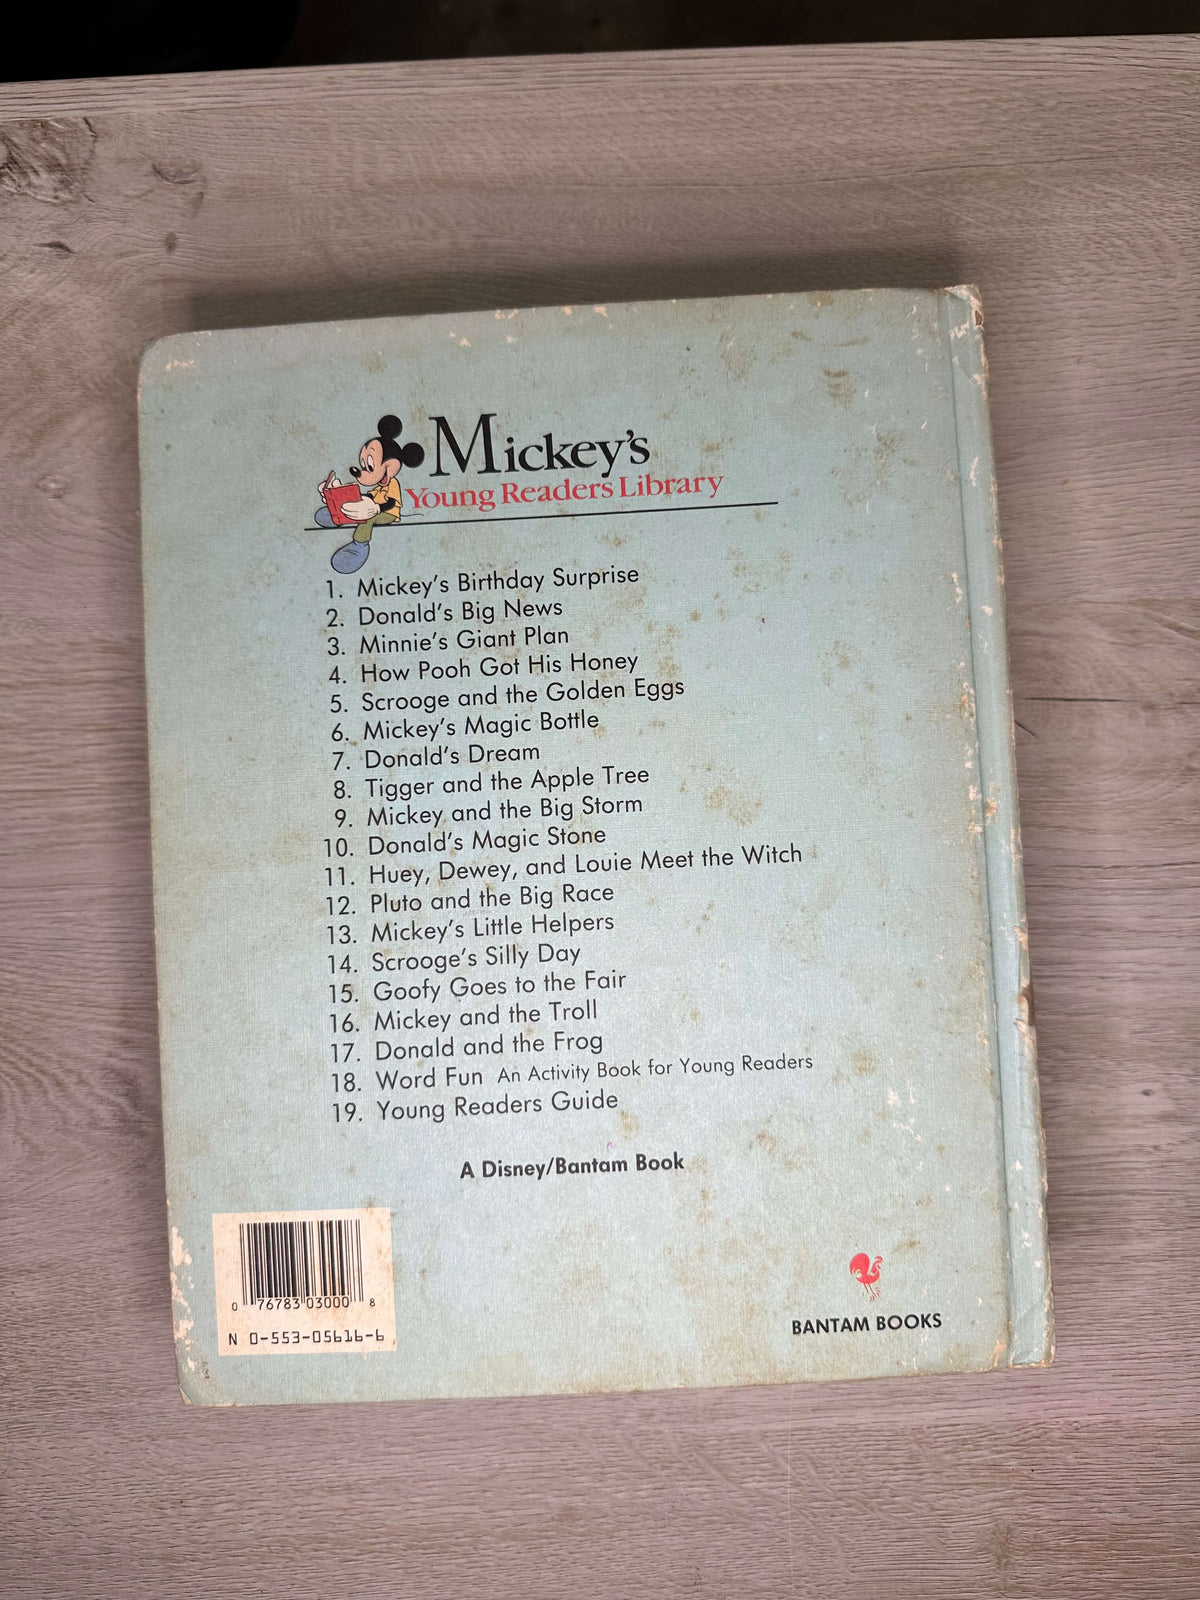 Mickey's
Young Readers Library
1. Mickey's Birthday Surprise
2. Donald's Big News
3. Minnie's Giant Plan
4. How Pooh Got His Honey
5. Scrooge and the Golden Eggs
6. Mickey's Magic Bottle
7. Donald's Dream
8. Tigger and the Apple Tree
9. Mickey and the Big Storm
10. Donald's Magic Stone
11. Huey, Dewey, and Louie Meet the Witch
12. Pluto and the Big Race
13. Mickey's Little Helpers
14. Scrooge's Silly Day
15. Goofy Goes to the Fair
16. Mickey and the Troll
17. Donald and the Frog
18. Word Fun An Activity Book for Young Readers
19. Young Readers Guide
A Disney/Bantam Book
0 76783 03000 8
N 0-553-05616-6
BANTAM BOOKS